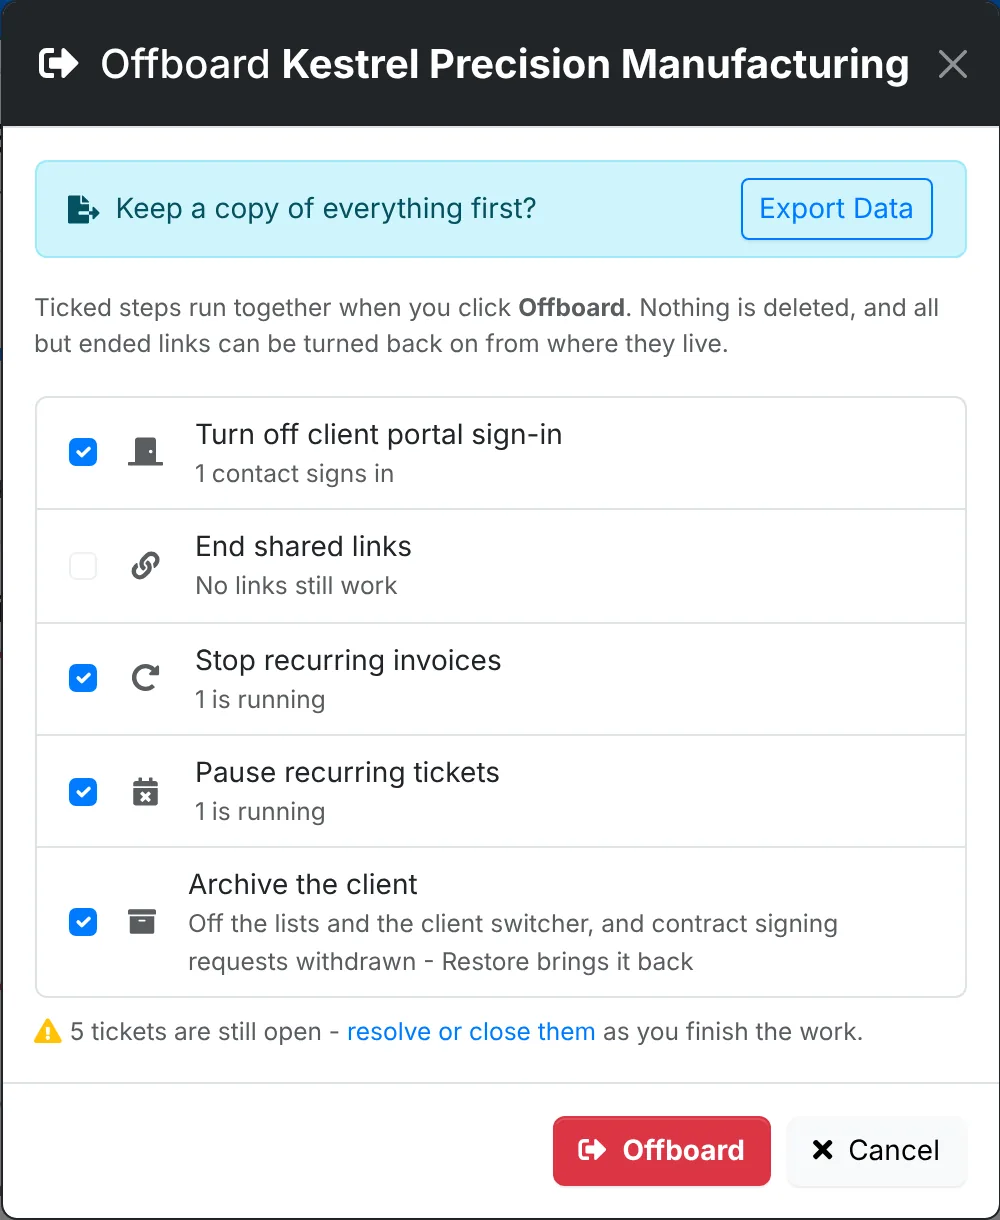 Offboard Kestrel Precision Manufacturing
Keep a copy of everything first?
Export Data
Ticked steps run together when you click Offboard. Nothing is deleted, and all
but ended links can be turned back on from where they live.
Turn off client portal sign-in
1 contact signs in
End shared links
No links still work
Stop recurring invoices
1 is running
Pause recurring tickets
1 is running
Archive the client
Off the lists and the client switcher, and contract signing
requests withdrawn - Restore brings it back
5 tickets are still open - resolve or close them as you finish the work.
Offboard
Cancel